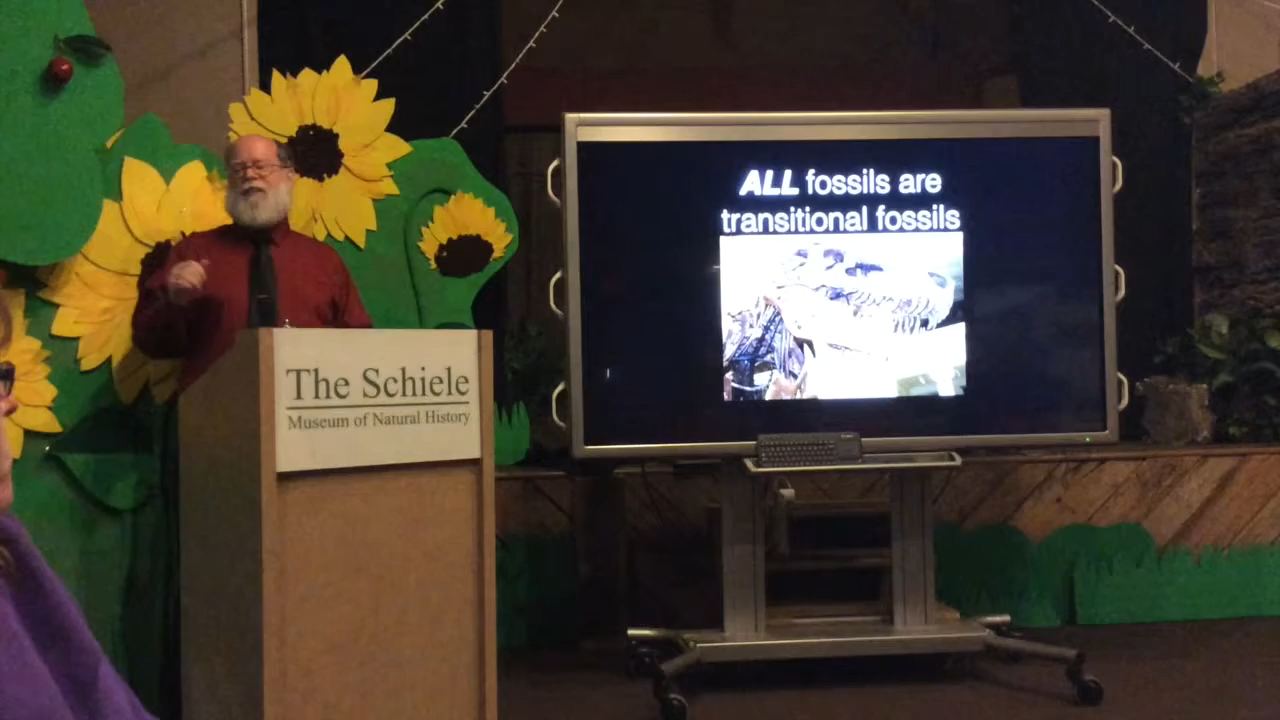 The Schiele
Museum of Natural History
ALL fossils are
transitional fossils